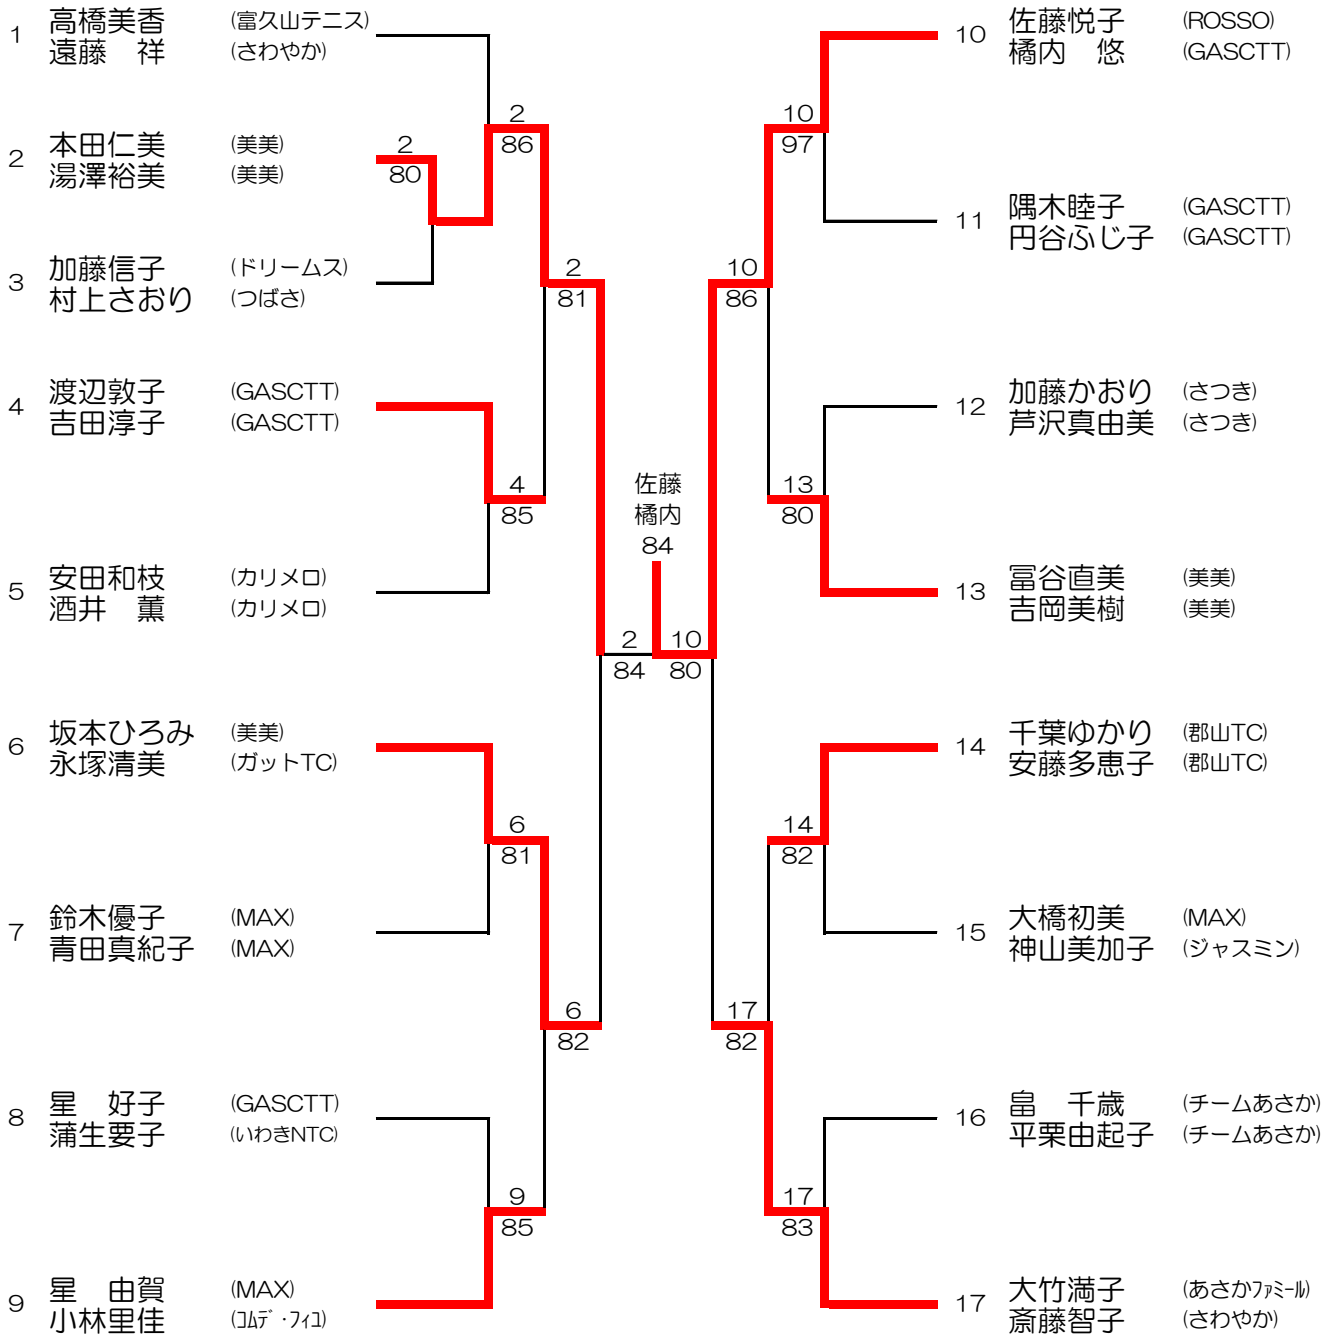 1 高橋美香 (富久山テニス)
遠藤　祥 (さわやか)
2 本田仁美 (美美)
湯澤裕美 (美美)
3 加藤信子 (ドリームス)
村上さおり (つばさ)
4 渡辺敦子 (GASCTT)
吉田淳子 (GASCTT)
5 安田和枝 (カリメロ)
酒井　薫 (カリメロ)
6 坂本ひろみ (美美)
永塚清美 (ガットTC)
7 鈴木優子 (MAX)
青田真紀子 (MAX)
8 星　好子 (GASCTT)
蒲生要子 (いわきNTC)
9 星　由賀 (MAX)
小林里佳 (ｺﾑﾃﾞ・ﾌｨﾕ)
2
80
2
86
2
81
4
85
6
81
6
82
9
85
2
84
佐藤
橘内
84
10
80
10
97
10
86
13
80
14
82
17
82
17
83
10 佐藤悦子 (ROSSO)
橘内　悠 (GASCTT)
11 隅木睦子 (GASCTT)
円谷ふじ子 (GASCTT)
12 加藤かおり (さつき)
芦沢真由美 (さつき)
13 冨谷直美 (美美)
吉岡美樹 (美美)
14 千葉ゆかり (郡山TC)
安藤多恵子 (郡山TC)
15 大橋初美 (MAX)
神山美加子 (ジャスミン)
16 畠　千歳 (チームあさか)
平栗由起子 (チームあさか)
17 大竹満子 (あさかﾌｧﾐｰﾙ)
斎藤智子 (さわやか)